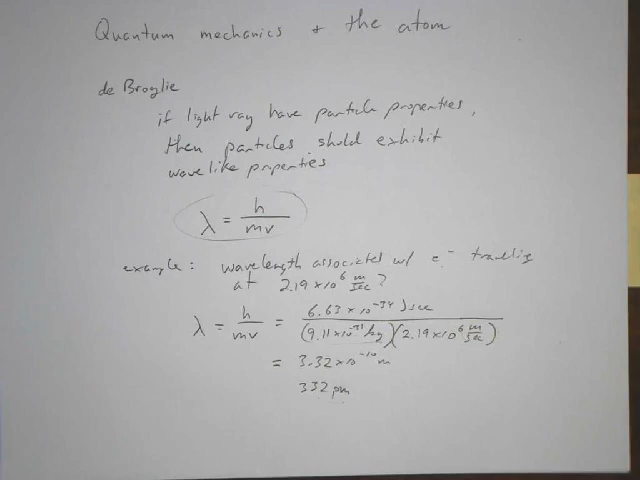 Quantum mechanics + the atom
de Broglie
if light ray have particle properties,
then particles should exhibit
wavelike properties
λ = h/mv
example: wavelength associated w/ e⁻ traveling
at 2.19 × 10⁶ m/sec ?
λ = h/mv = 6.63 × 10⁻³⁴ J sec / (9.11 × 10⁻³¹ kg)(2.19 × 10⁶ m/sec)
= 3.32 × 10⁻¹⁰ m
332 pm